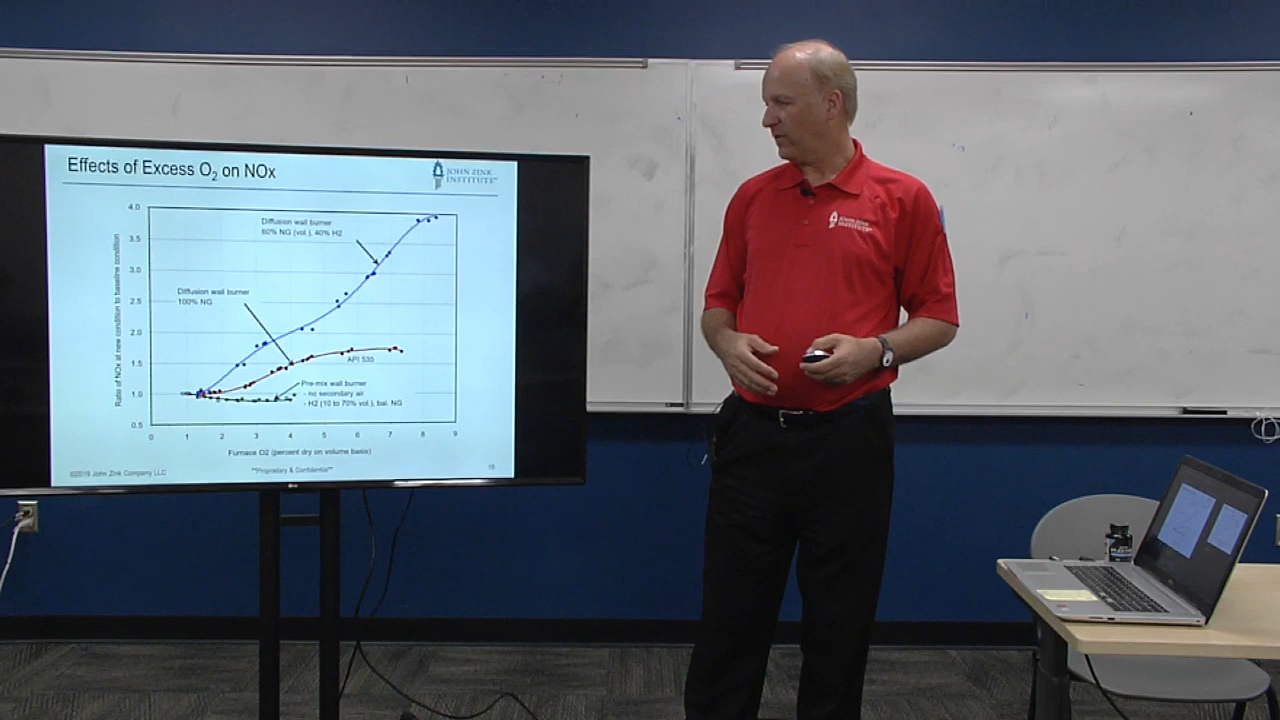 Effects of Excess O2 on NOx
JOHN ZINK
INSTITUTE
4.0
3.5
3.0
2.5
2.0
1.5
1.0
0.5
Ratio of NOx at new condition to baseline condition
Diffusion wall burner
60% NG (vol.), 40% H2
Diffusion wall burner
100% NG
API 535
Pre-mix wall burner
- no secondary air
- H2 (10 to 70% vol.), bal. NG
0 1 2 3 4 5 6 7 8 9
Furnace O2 (percent dry on volume basis)
©2019 John Zink Company LLC
**Proprietary & Confidential**
JOHN ZINK
INSTITUTE